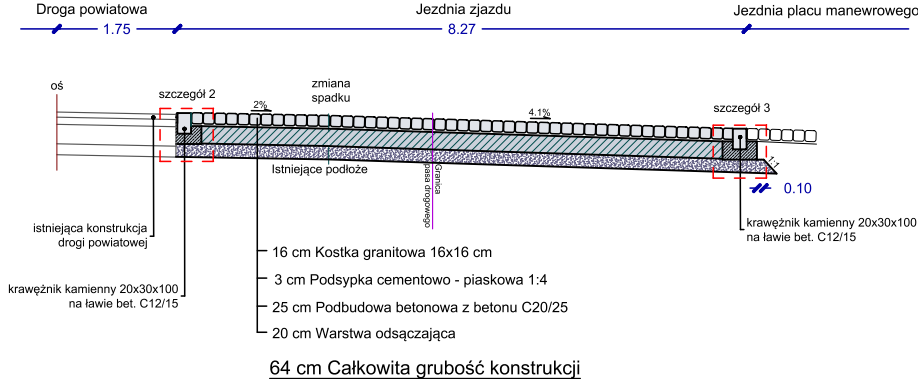 Droga powiatowa
Jezdnia zjazdu
Jezdnia placu manewrowego
1.75
8.27
oś
szczegół 2
zmiana
spadku
2%
4.1%
szczegół 3
Istniejące podłoże
Granica
pasa drogowego
1:1
0.10
istniejąca konstrukcja
drogi powiatowej
krawężnik kamienny 20x30x100
na ławie bet. C12/15
krawężnik kamienny 20x30x100
na ławie bet. C12/15
16 cm Kostka granitowa 16x16 cm
3 cm Podsypka cementowo - piaskowa 1:4
25 cm Podbudowa betonowa z betonu C20/25
20 cm Warstwa odsączająca
64 cm Całkowita grubość konstrukcji